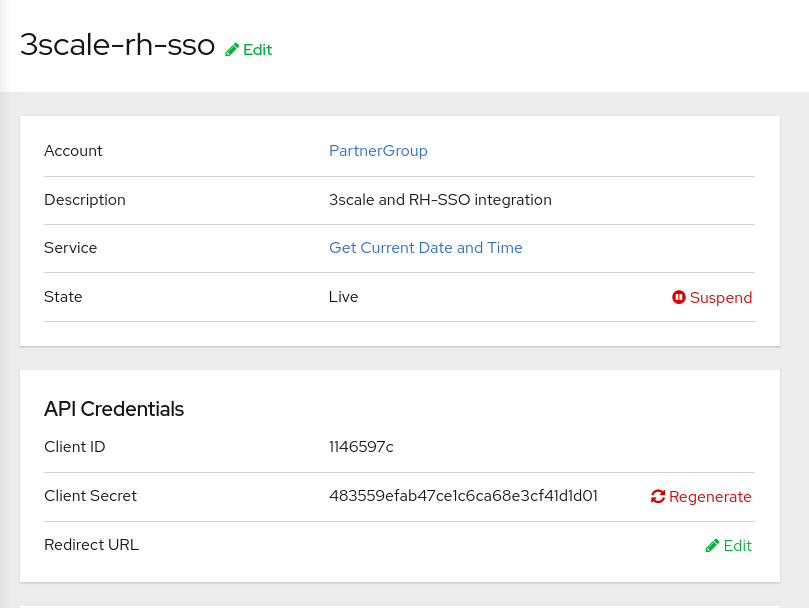 3scale-rh-sso Edit
Account PartnerGroup
Description 3scale and RH-SSO integration
Service Get Current Date and Time
State Live Suspend
API Credentials
Client ID 1146597c
Client Secret 483559efab47ce1c6ca68e3cf41d1d01 Regenerate
Redirect URL Edit